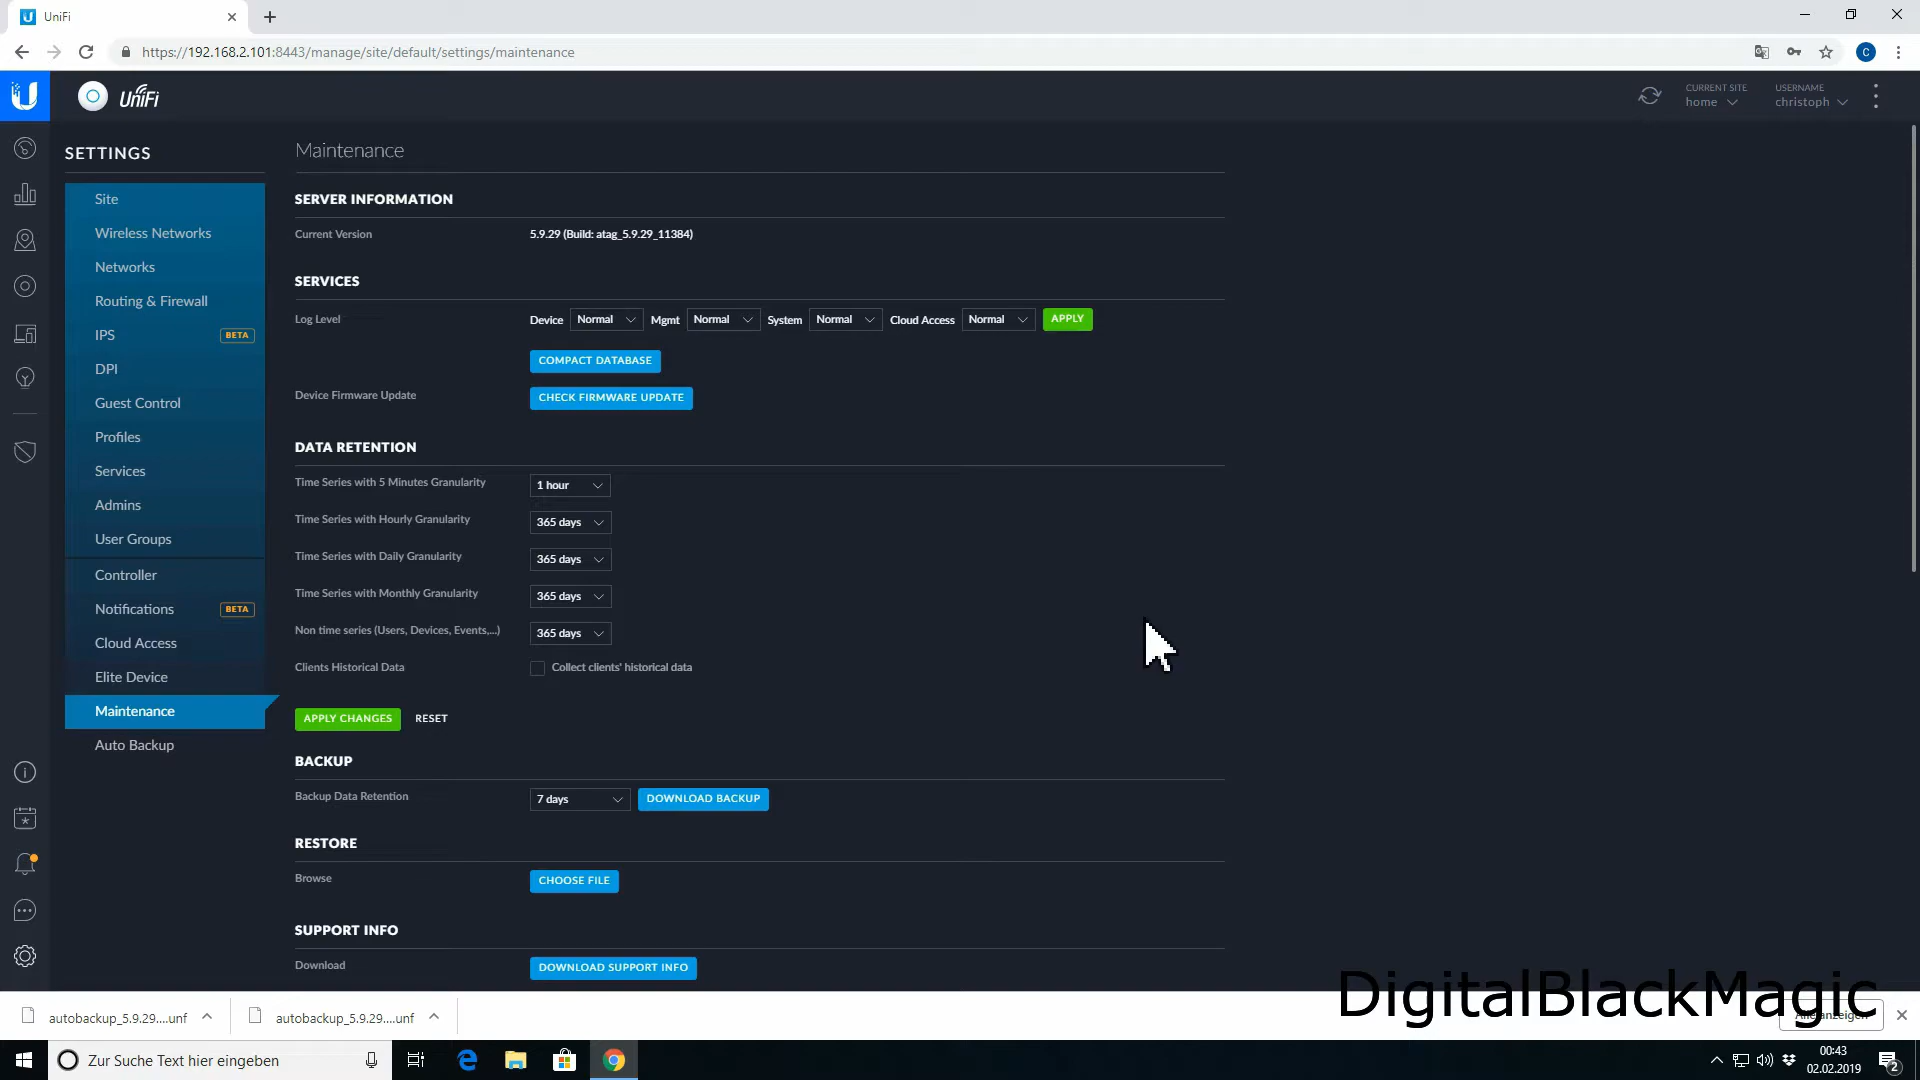 UniFi
https://192.168.2.101:8443/manage/site/default/settings/maintenance
C
U
UniFi
CURRENT SITE
home
USERNAME
christoph
SETTINGS
Site
Wireless Networks
Networks
Routing & Firewall
IPS BETA
DPI
Guest Control
Profiles
Services
Admins
User Groups
Controller
Notifications BETA
Cloud Access
Elite Device
Maintenance
Auto Backup
Maintenance
SERVER INFORMATION
Current Version 5.9.29 (Build: atag_5.9.29_11384)
SERVICES
Log Level Device Normal Mgmt Normal System Normal Cloud Access Normal APPLY
COMPACT DATABASE
Device Firmware Update CHECK FIRMWARE UPDATE
DATA RETENTION
Time Series with 5 Minutes Granularity 1 hour
Time Series with Hourly Granularity 365 days
Time Series with Daily Granularity 365 days
Time Series with Monthly Granularity 365 days
Non time series (Users, Devices, Events,...) 365 days
Clients Historical Data Collect clients' historical data
APPLY CHANGES RESET
BACKUP
Backup Data Retention 7 days DOWNLOAD BACKUP
RESTORE
Browse CHOOSE FILE
SUPPORT INFO
Download DOWNLOAD SUPPORT INFO
DigitalBlackMagic
autobackup_5.9.29....unf
autobackup_5.9.29....unf
Alle anzeigen
Zur Suche Text hier eingeben
00:43
02.02.2019
2